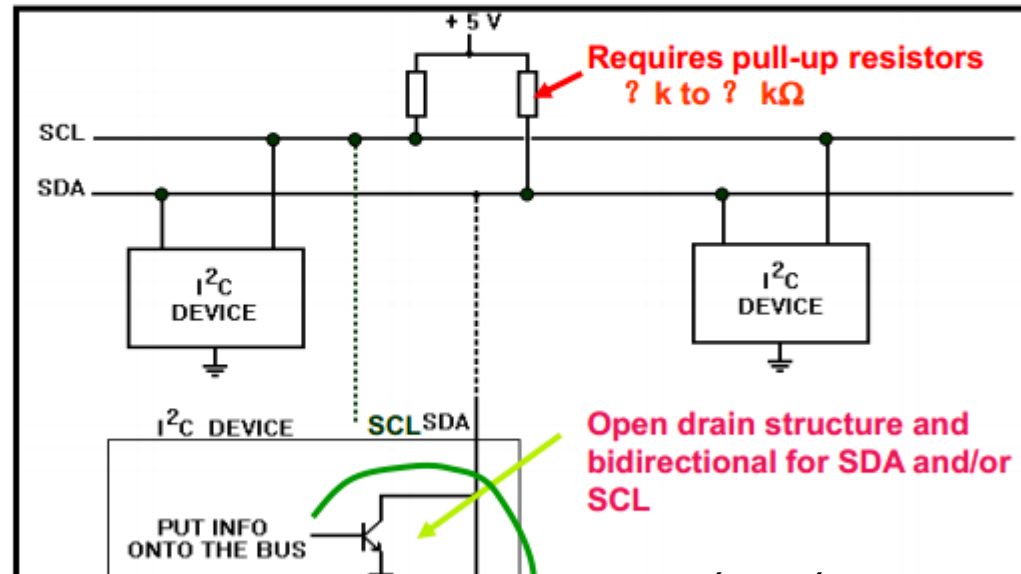 + 5 V
Requires pull-up resistors
? k to ? kΩ
SCL
SDA
I²C
DEVICE
I²C
DEVICE
I²C DEVICE
SCL
SDA
Open drain structure and
bidirectional for SDA and/or
SCL
PUT INFO
ONTO THE BUS